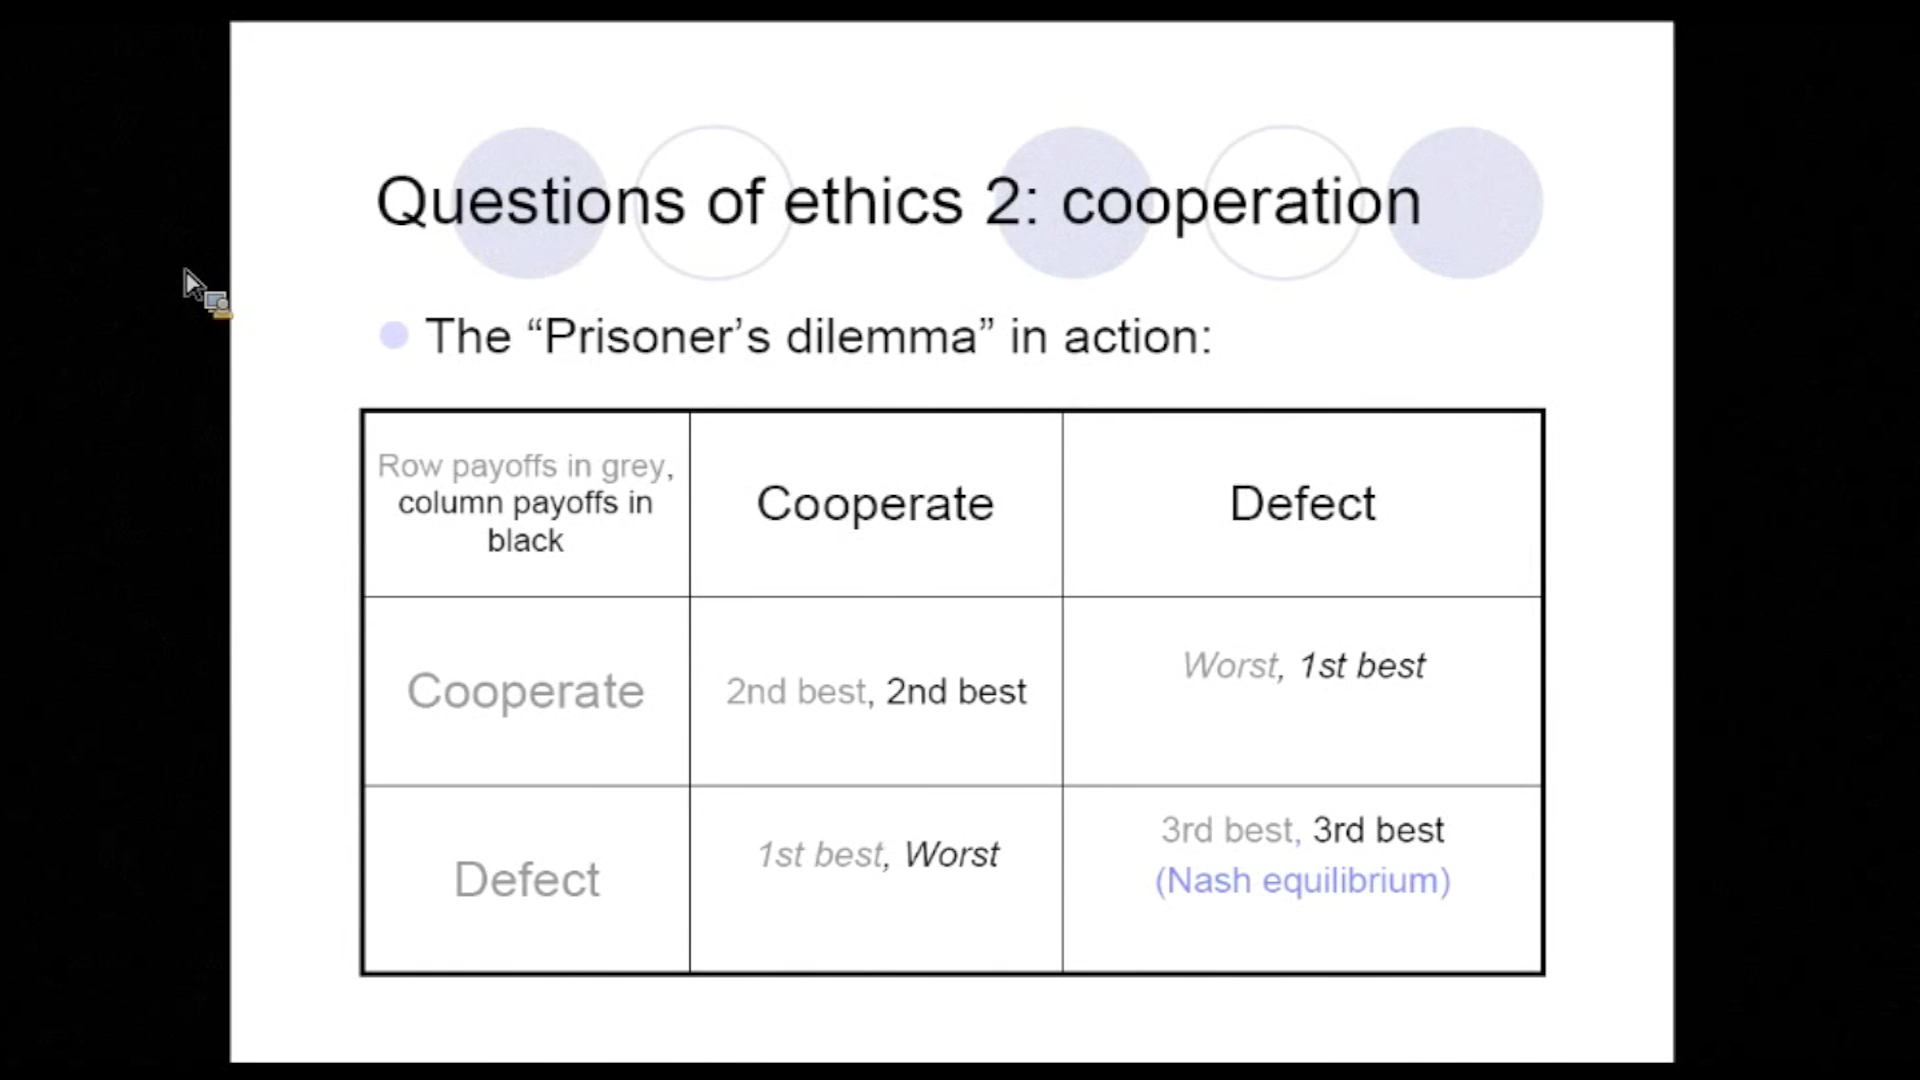 Questions of ethics 2: cooperation
The “Prisoner’s dilemma” in action:
Row payoffs in grey,
column payoffs in
black
Cooperate
Defect
Cooperate
2nd best, 2nd best
Worst, 1st best
Defect
1st best, Worst
3rd best, 3rd best
(Nash equilibrium)